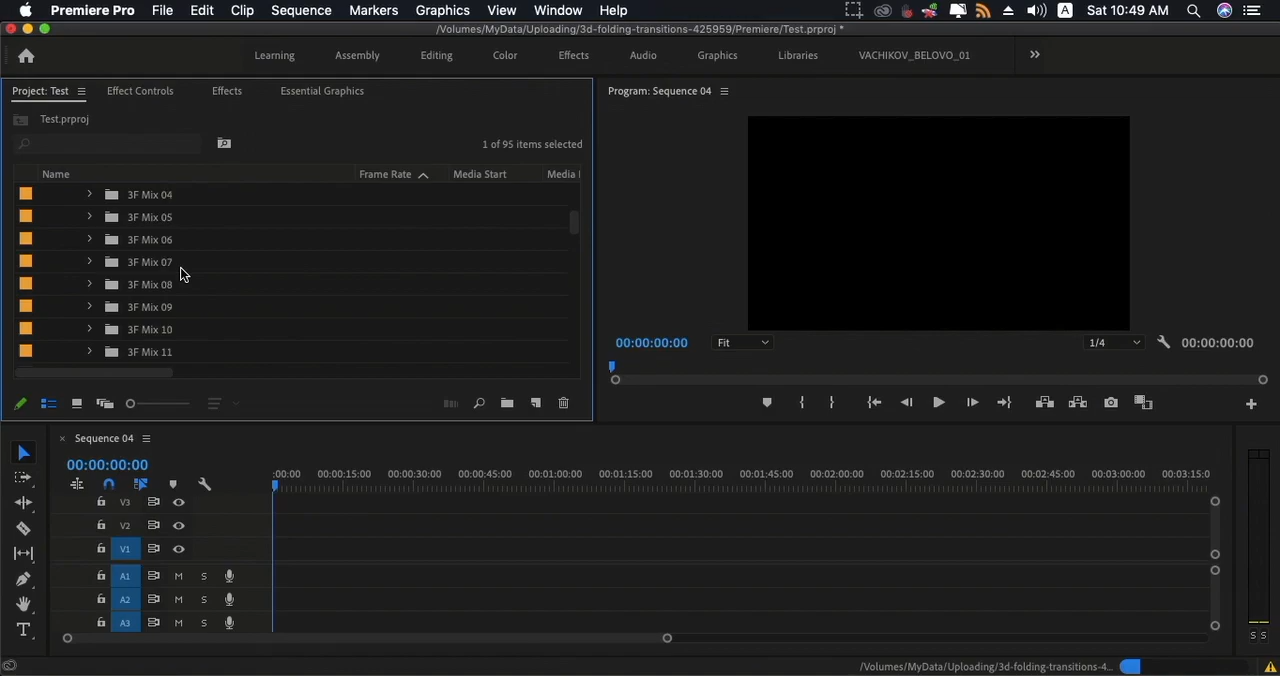 Premiere Pro File Edit Clip Sequence Markers Graphics View Window Help A Sat 10:49 AM
/Volumes/MyData/Uploading/3d-folding-transitions-425959/Premiere/Test.prproj *
Learning Assembly Editing Color Effects Audio Graphics Libraries VACHIKOV_BELOVO_01
Project: Test Effect Controls Effects Essential Graphics
Test.prproj
1 of 95 items selected
Name Frame Rate Media Start Media
3F Mix 04
3F Mix 05
3F Mix 06
3F Mix 07
3F Mix 08
3F Mix 09
3F Mix 10
3F Mix 11
Program: Sequence 04
00:00:00:00 Fit 1/4 00:00:00:00
Sequence 04
00:00:00:00
:00:00 00:00:15:00 00:00:30:00 00:00:45:00 00:01:00:00 00:01:15:00 00:01:30:00 00:01:45:00 00:02:00:00 00:02:15:00 00:02:30:00 00:02:45:00 00:03:00:00 00:03:15:0
V3
V2
V1
A1 M S
A2 M S
A3 M S
S S
/Volumes/MyData/Uploading/3d-folding-transitions-4...